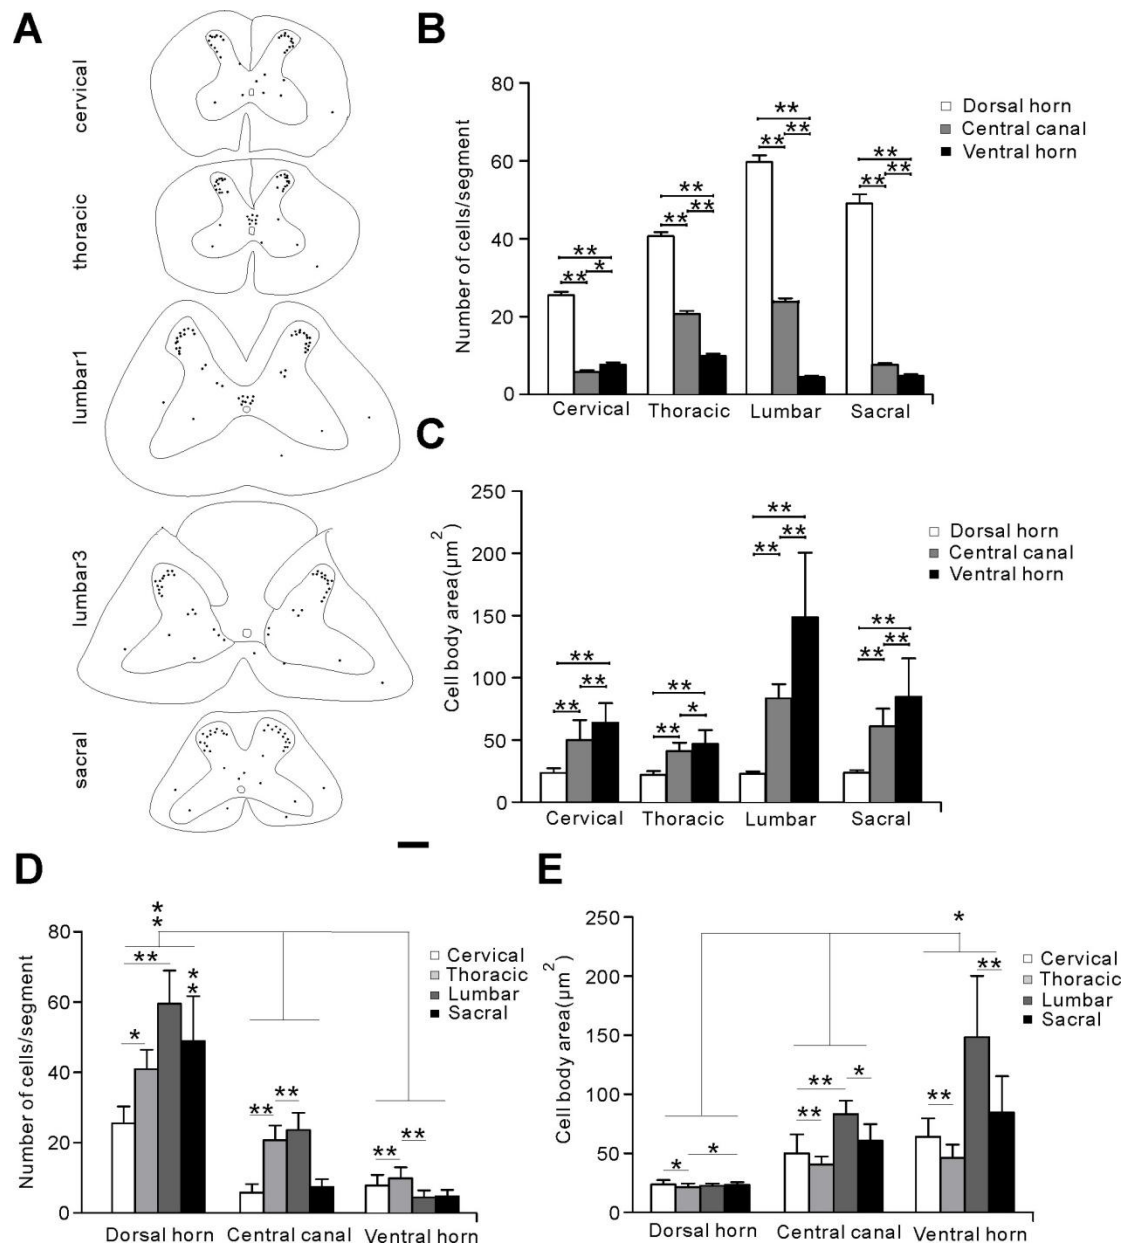 A
cervical
thoracic
lumbar1
lumbar3
sacral
B
Number of cells/segment
80
60
40
20
0
** ** *
** ** **
** ** **
** ** **
Cervical Thoracic Lumbar Sacral
Dorsal horn
Central canal
Ventral horn
C
Cell body area(μm²)
250
200
150
100
50
0
** ** **
** ** *
** ** **
** ** **
Cervical Thoracic Lumbar Sacral
Dorsal horn
Central canal
Ventral horn
D
Number of cells/segment
80
60
40
20
0
**
** * **
** **
** **
Dorsal horn Central canal Ventral horn
Cervical
Thoracic
Lumbar
Sacral
E
Cell body area(μm²)
250
200
150
100
50
0
*
* *
** ** *
** **
Dorsal horn Central canal Ventral horn
Cervical
Thoracic
Lumbar
Sacral